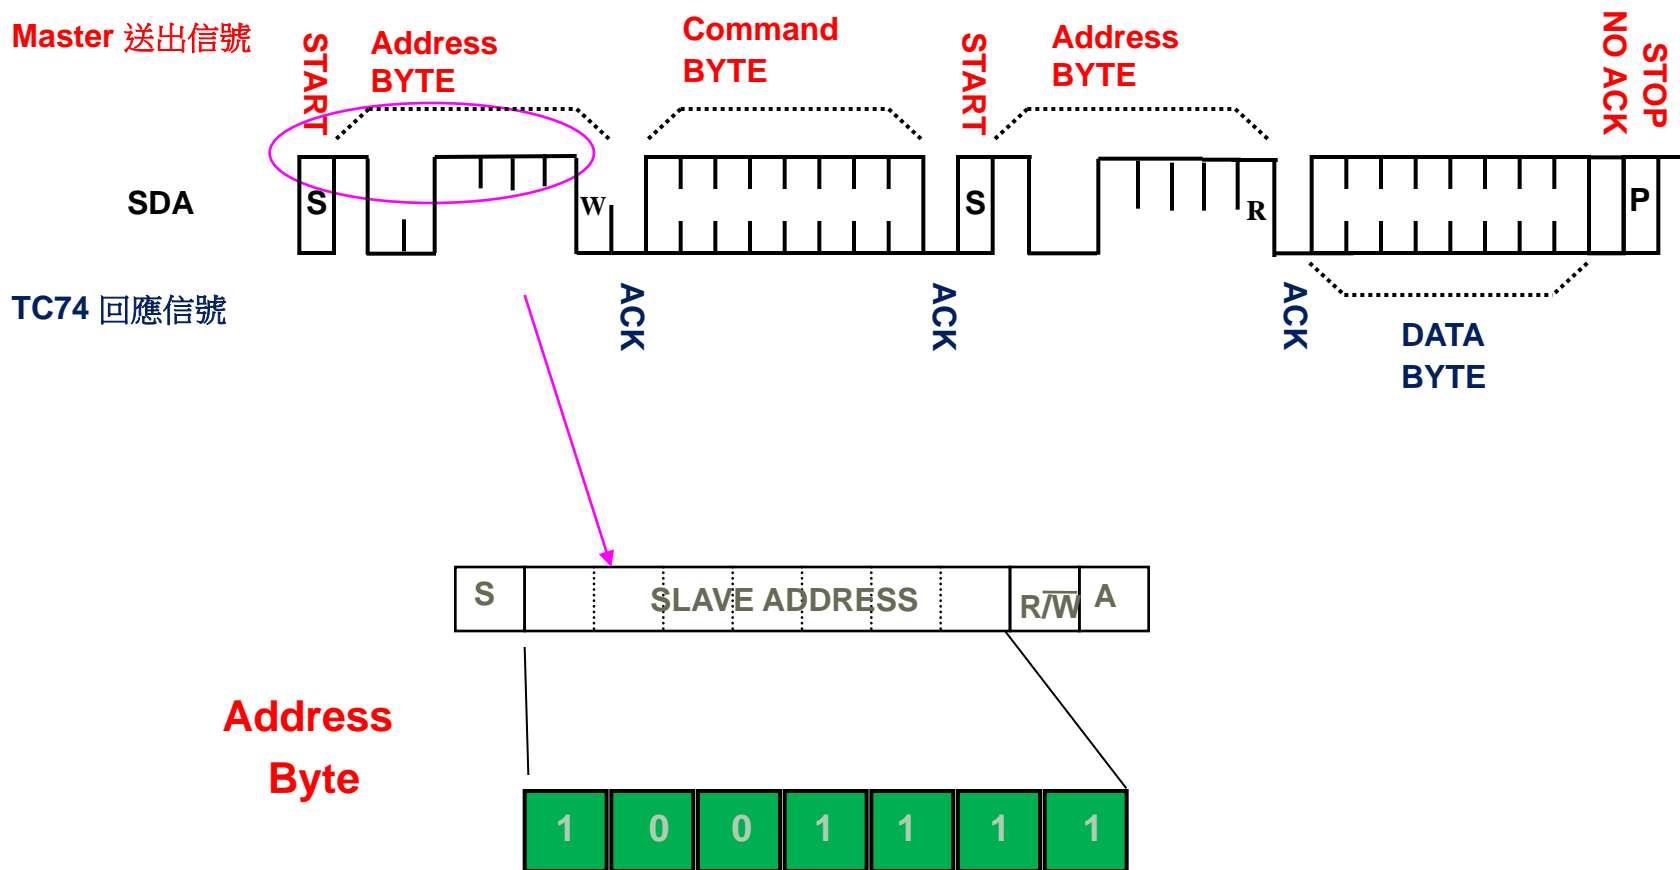 Master 送出信號
START
Address
BYTE
Command
BYTE
START
Address
BYTE
NO ACK
STOP
SDA
S
W
S
R
P
TC74 回應信號
ACK
ACK
ACK
DATA
BYTE
S
SLAVE ADDRESS
R/W
A
Address
Byte
1 0 0 1 1 1 1